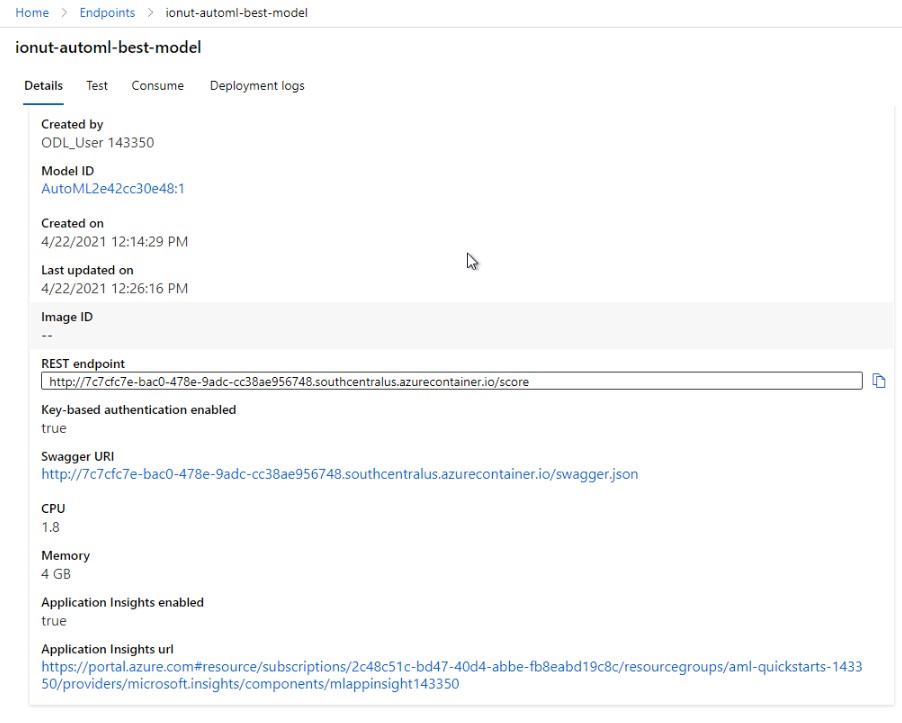 Home > Endpoints > ionut-automl-best-model
ionut-automl-best-model
Details Test Consume Deployment logs
Created by
ODL_User 143350
Model ID
AutoML2e42cc30e48:1
Created on
4/22/2021 12:14:29 PM
Last updated on
4/22/2021 12:26:16 PM
Image ID
--
REST endpoint
http://7c7cfc7e-bac0-478e-9adc-cc38ae956748.southcentralus.azurecontainer.io/score
Key-based authentication enabled
true
Swagger URI
http://7c7cfc7e-bac0-478e-9adc-cc38ae956748.southcentralus.azurecontainer.io/swagger.json
CPU
1.8
Memory
4 GB
Application Insights enabled
true
Application Insights url
https://portal.azure.com#resource/subscriptions/2c48c51c-bd47-40d4-abbe-fb8eabd19c8c/resourcegroups/aml-quickstarts-1433
50/providers/microsoft.insights/components/mlappinsight143350